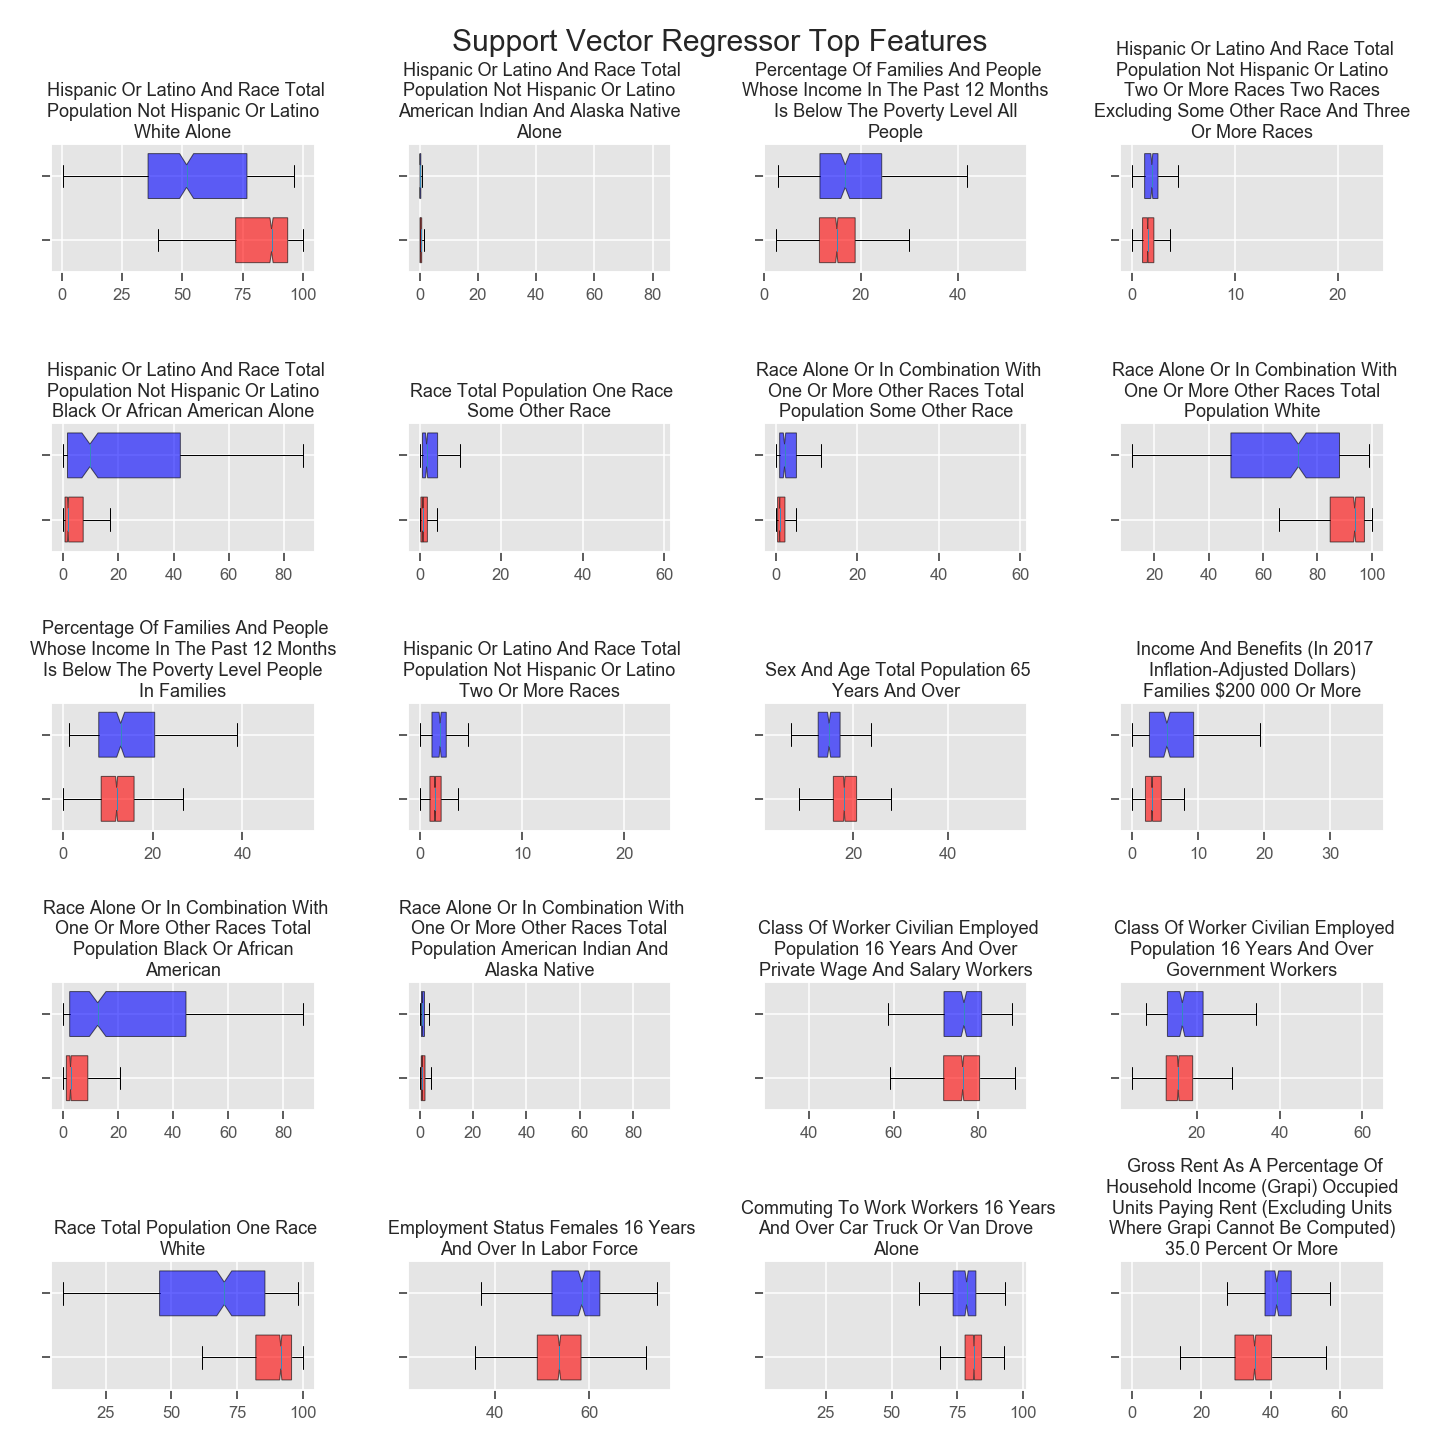 Support Vector Regressor Top Features
Hispanic Or Latino And Race Total
Population Not Hispanic Or Latino
White Alone
0 25 50 75 100
Hispanic Or Latino And Race Total
Population Not Hispanic Or Latino
American Indian And Alaska Native
Alone
0 20 40 60 80
Percentage Of Families And People
Whose Income In The Past 12 Months
Is Below The Poverty Level All
People
0 20 40
Hispanic Or Latino And Race Total
Population Not Hispanic Or Latino
Two Or More Races Two Races
Excluding Some Other Race And Three
Or More Races
0 10 20
Hispanic Or Latino And Race Total
Population Not Hispanic Or Latino
Black Or African American Alone
0 20 40 60 80
Race Total Population One Race
Some Other Race
0 20 40 60
Race Alone Or In Combination With
One Or More Other Races Total
Population Some Other Race
0 20 40 60
Race Alone Or In Combination With
One Or More Other Races Total
Population White
20 40 60 80 100
Percentage Of Families And People
Whose Income In The Past 12 Months
Is Below The Poverty Level People
In Families
0 20 40
Hispanic Or Latino And Race Total
Population Not Hispanic Or Latino
Two Or More Races
0 10 20
Sex And Age Total Population 65
Years And Over
20 40
Income And Benefits (In 2017
Inflation-Adjusted Dollars)
Families $200 000 Or More
0 10 20 30
Race Alone Or In Combination With
One Or More Other Races Total
Population Black Or African
American
0 20 40 60 80
Race Alone Or In Combination With
One Or More Other Races Total
Population American Indian And
Alaska Native
0 20 40 60 80
Class Of Worker Civilian Employed
Population 16 Years And Over
Private Wage And Salary Workers
40 60 80
Class Of Worker Civilian Employed
Population 16 Years And Over
Government Workers
20 40 60
Race Total Population One Race
White
25 50 75 100
Employment Status Females 16 Years
And Over In Labor Force
40 60
Commuting To Work Workers 16 Years
And Over Car Truck Or Van Drove
Alone
25 50 75 100
Gross Rent As A Percentage Of
Household Income (Grapi) Occupied
Units Paying Rent (Excluding Units
Where Grapi Cannot Be Computed)
35.0 Percent Or More
0 20 40 60